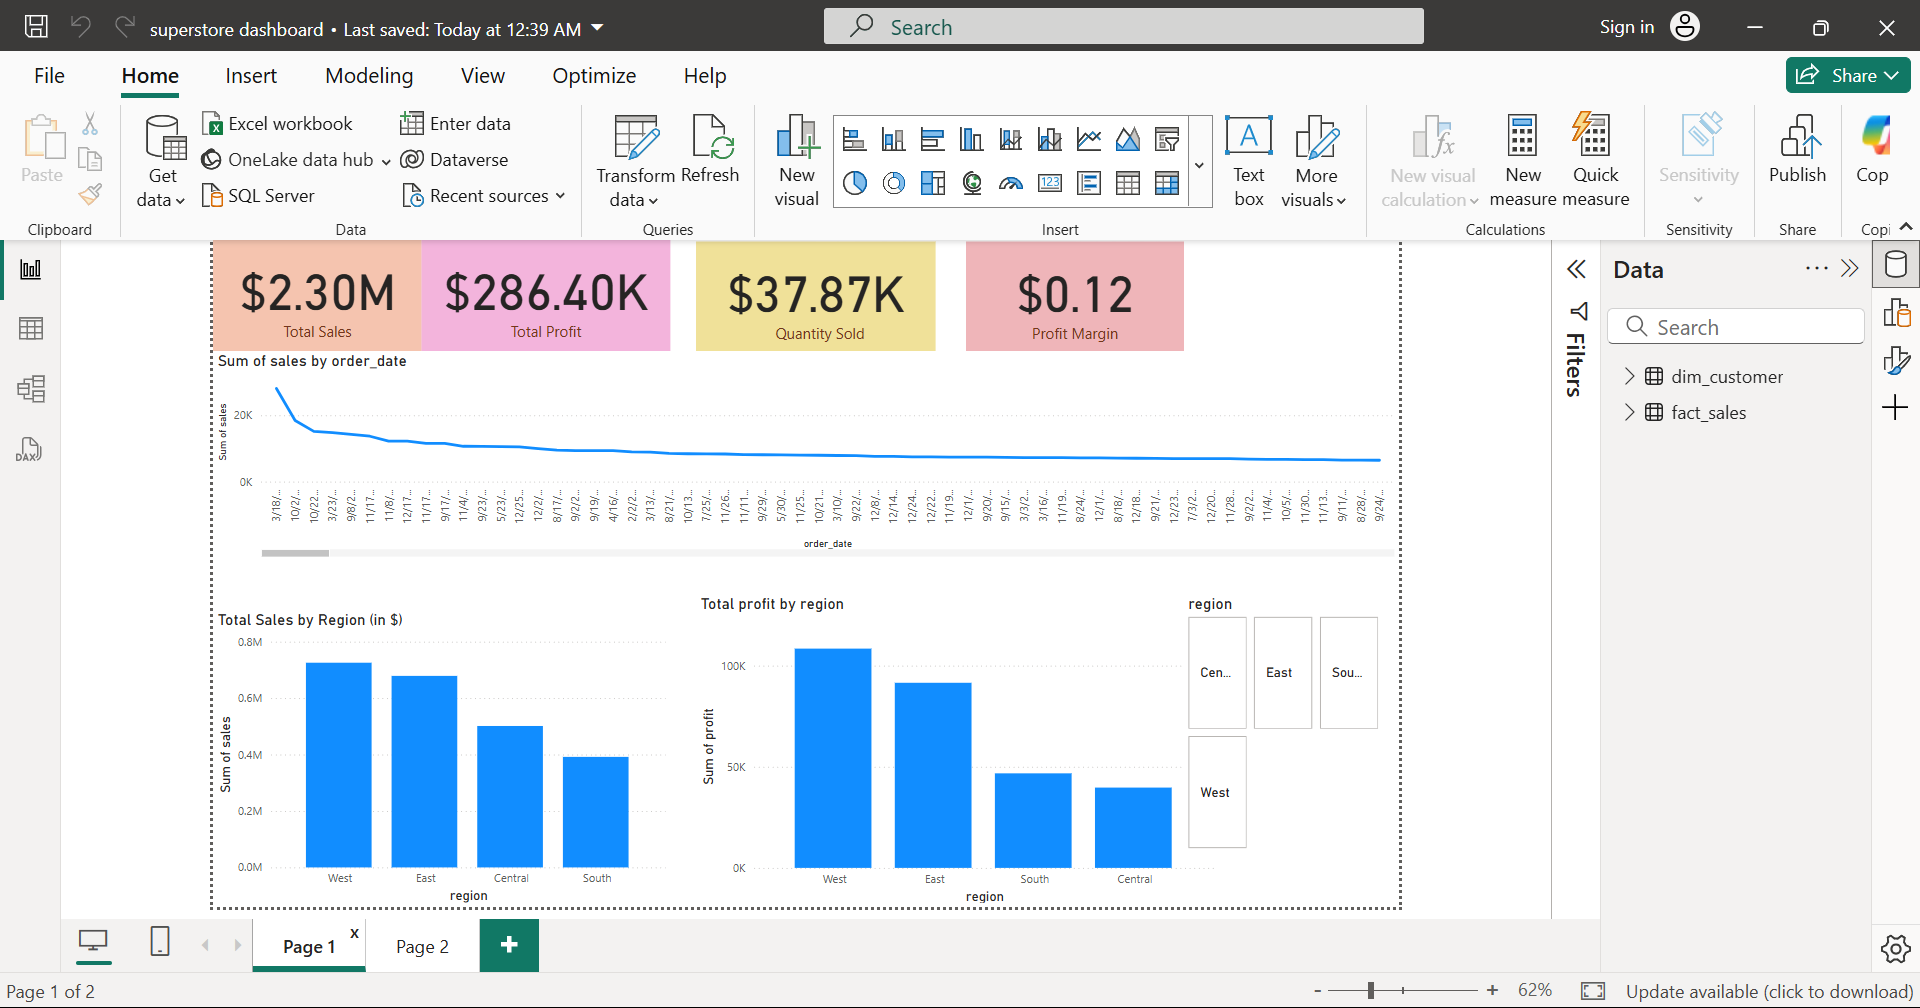 superstore dashboard • Last saved: Today at 12:39 AM
Search
Sign in
File Home Insert Modeling View Optimize Help
Share
Paste
Clipboard
Get data
Excel workbook
OneLake data hub
SQL Server
Enter data
Dataverse
Recent sources
Data
Transform data
Refresh
Queries
New visual
123
A
Text box
More visuals
Insert
New visual calculation
New measure
Quick measure
Calculations
Sensitivity
Sensitivity
Publish
Share
Cop
Cop
DAX
$2.30M
Total Sales
$286.40K
Total Profit
$37.87K
Quantity Sold
$0.12
Profit Margin
Sum of sales by order_date
Sum of sales
20K
0K
3/18/... 10/2/... 10/22... 3/23/... 9/8/2... 11/17... 11/8/... 12/17... 11/17... 9/17/... 11/4/... 9/23/... 5/23/... 12/25... 12/2/... 8/17/... 9/2/2... 9/19/... 4/16/... 2/2/2... 3/13/... 8/21/... 10/13... 7/25/... 11/26... 11/11... 9/29/... 5/30/... 11/25... 10/21... 3/10/... 9/22/... 12/8/... 12/14... 12/24... 12/22... 11/19... 12/1/... 9/20/... 9/15/... 3/3/2... 3/16/... 11/19... 8/24/... 12/1/... 8/18/... 12/18... 9/21/... 12/23... 7/3/2... 12/20... 11/28... 9/2/2... 11/4/... 10/5/... 11/30... 11/13... 9/11/... 8/28/... 9/24/...
order_date
Total Sales by Region (in $)
Sum of sales
0.8M
0.6M
0.4M
0.2M
0.0M
West East Central South
region
Total profit by region
Sum of profit
100K
50K
0K
West East South Central
region
region
Cen... East Sou...
West
Filters
Data
Search
dim_customer
fact_sales
Page 1 x
Page 2
+
Page 1 of 2
- + 62%
Update available (click to download)